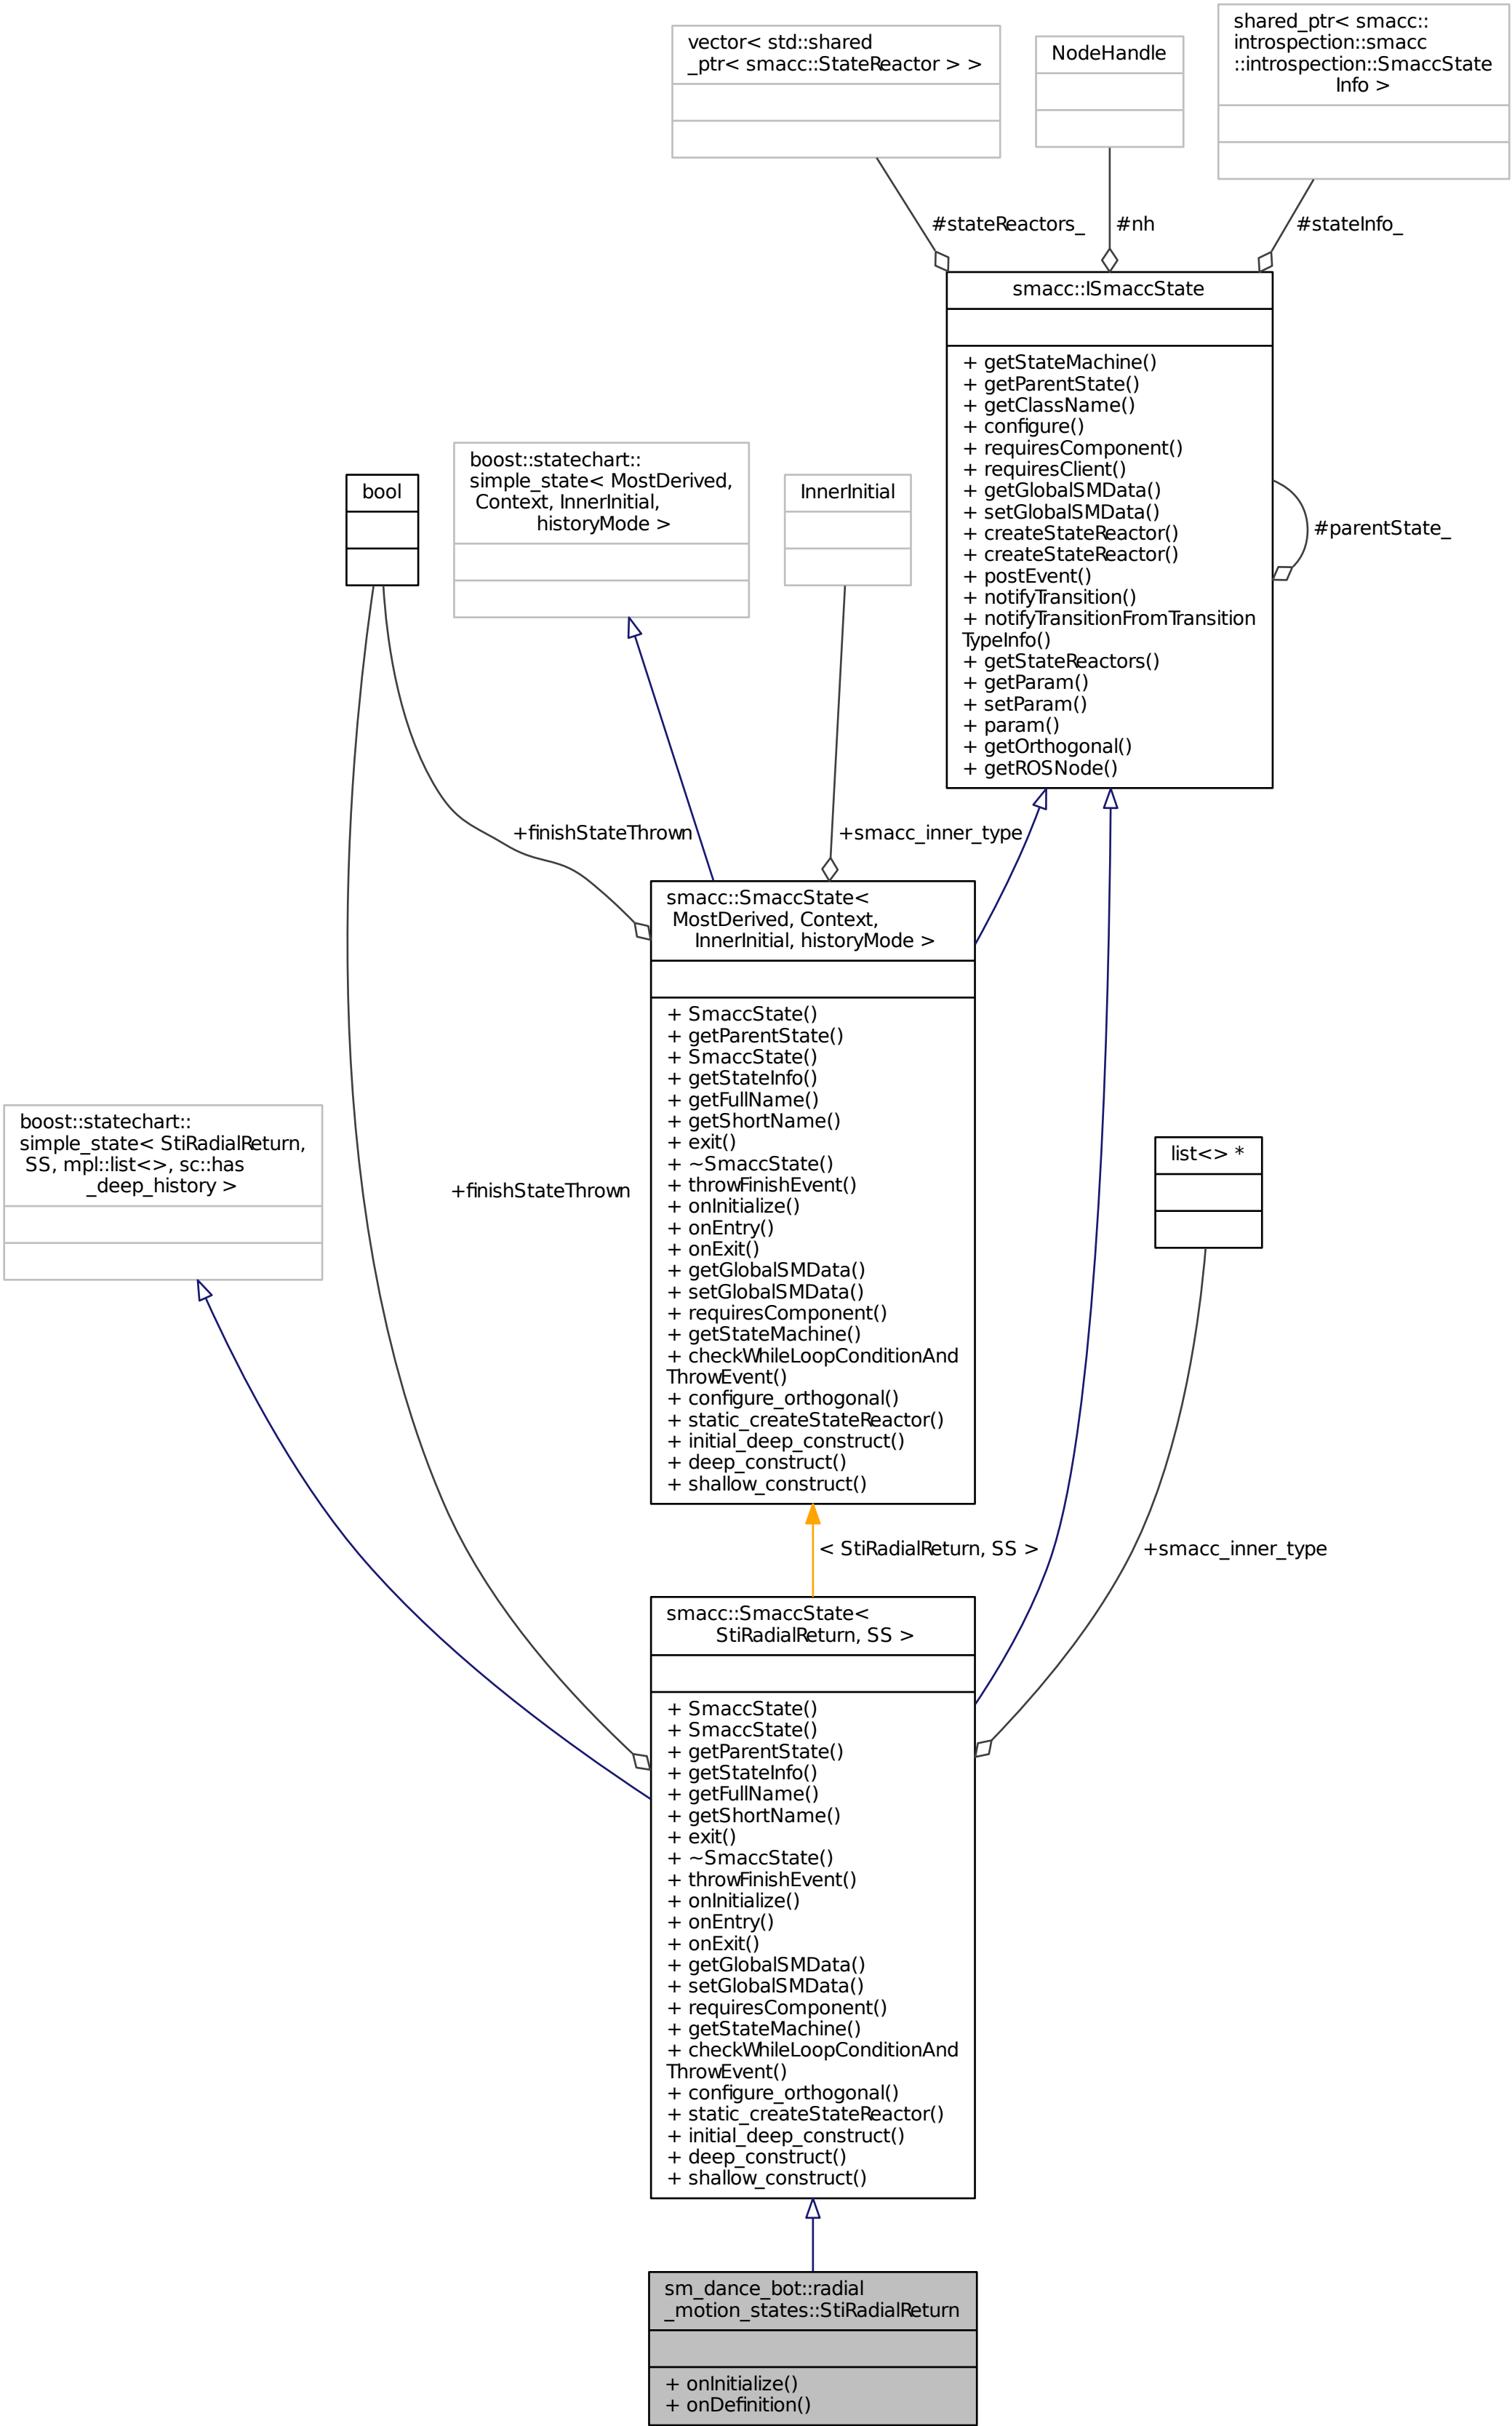 vector< std::shared
_ptr< smacc::StateReactor > >
NodeHandle
shared_ptr< smacc::
introspection::smacc
::introspection::SmaccState
Info >
#stateReactors_
#nh
#stateInfo_
smacc::ISmaccState
+ getStateMachine()
+ getParentState()
+ getClassName()
+ configure()
+ requiresComponent()
+ requiresClient()
+ getGlobalSMData()
+ setGlobalSMData()
+ createStateReactor()
+ createStateReactor()
+ postEvent()
+ notifyTransition()
+ notifyTransitionFromTransition
TypeInfo()
+ getStateReactors()
+ getParam()
+ setParam()
+ param()
+ getOrthogonal()
+ getROSNode()
#parentState_
bool
boost::statechart::
simple_state< MostDerived,
Context, InnerInitial,
historyMode >
InnerInitial
+finishStateThrown
+smacc_inner_type
smacc::SmaccState<
MostDerived, Context,
InnerInitial, historyMode >
+ SmaccState()
+ getParentState()
+ SmaccState()
+ getStateInfo()
+ getFullName()
+ getShortName()
+ exit()
+ ~SmaccState()
+ throwFinishEvent()
+ onInitialize()
+ onEntry()
+ onExit()
+ getGlobalSMData()
+ setGlobalSMData()
+ requiresComponent()
+ getStateMachine()
+ checkWhileLoopConditionAnd
ThrowEvent()
+ configure_orthogonal()
+ static_createStateReactor()
+ initial_deep_construct()
+ deep_construct()
+ shallow_construct()
boost::statechart::
simple_state< StiRadialReturn,
SS, mpl::list<>, sc::has
_deep_history >
+finishStateThrown
list<> *
< StiRadialReturn, SS >
+smacc_inner_type
smacc::SmaccState<
StiRadialReturn, SS >
+ SmaccState()
+ SmaccState()
+ getParentState()
+ getStateInfo()
+ getFullName()
+ getShortName()
+ exit()
+ ~SmaccState()
+ throwFinishEvent()
+ onInitialize()
+ onEntry()
+ onExit()
+ getGlobalSMData()
+ setGlobalSMData()
+ requiresComponent()
+ getStateMachine()
+ checkWhileLoopConditionAnd
ThrowEvent()
+ configure_orthogonal()
+ static_createStateReactor()
+ initial_deep_construct()
+ deep_construct()
+ shallow_construct()
sm_dance_bot::radial
_motion_states::StiRadialReturn
+ onInitialize()
+ onDefinition()